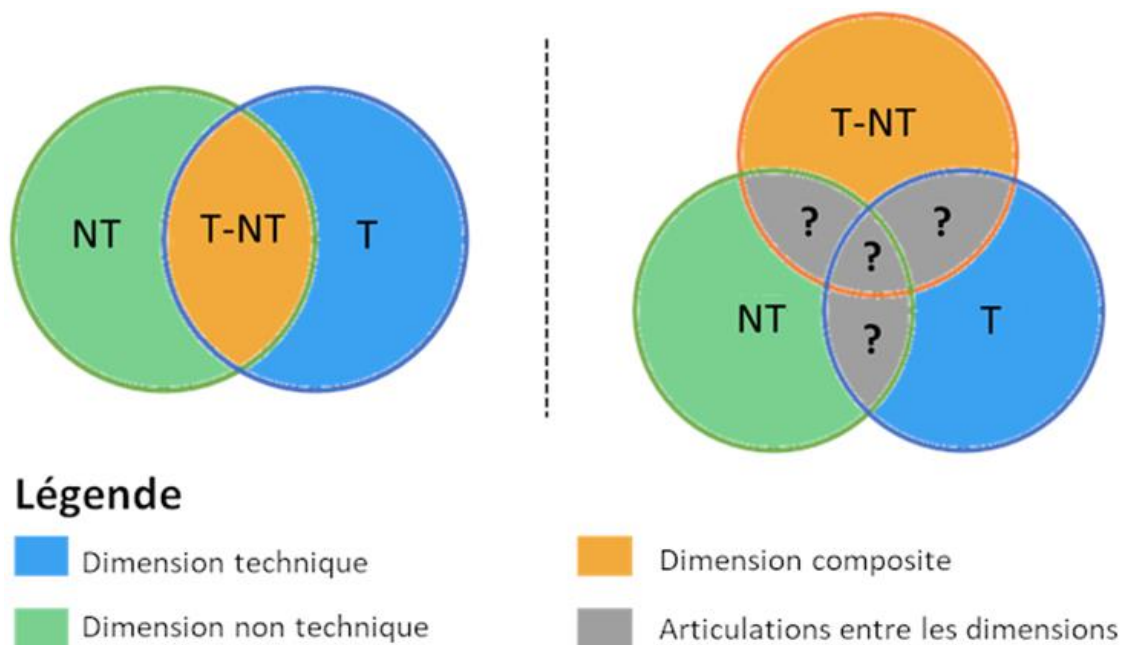 NT T-NT T
T-NT
? ?
?
NT ? T
Légende
Dimension technique
Dimension non technique
Dimension composite
Articulations entre les dimensions